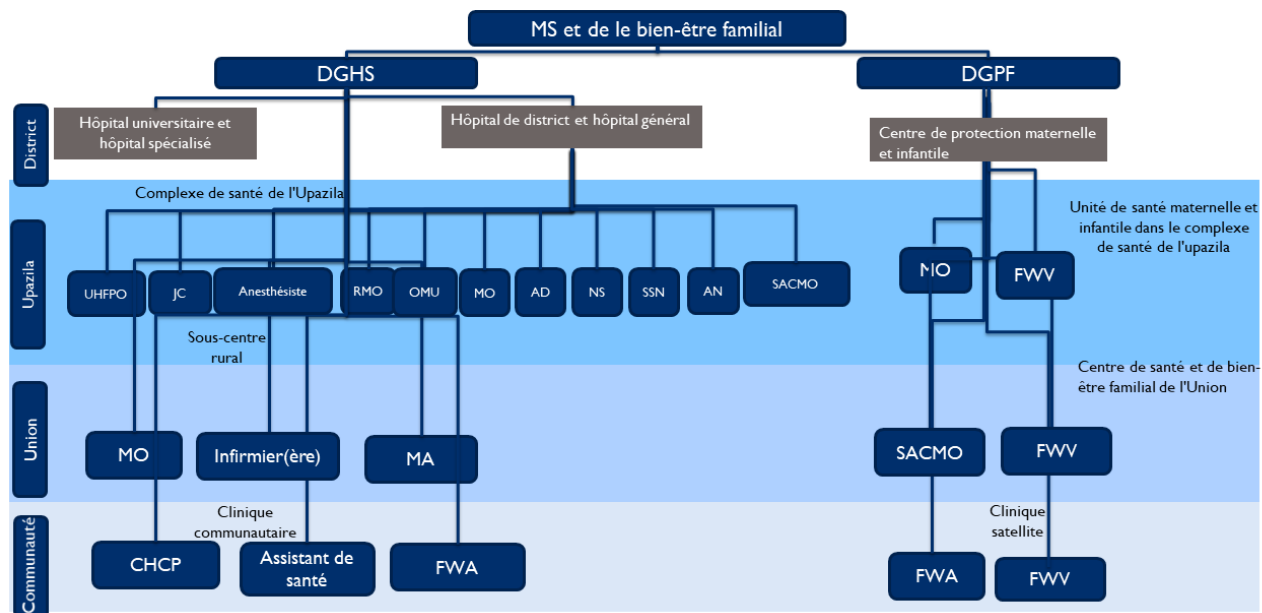 MS et de le bien-être familial
DGHS
DGPF
District
Hôpital universitaire et
hôpital spécialisé
Hôpital de district et hôpital général
Centre de protection maternelle
et infantile
Complexe de santé de l'Upazila
Unité de santé maternelle et
infantile dans le complexe
de santé de l'upazila
Upazila
UHFPO
JC
Anesthésiste
RMO
OMU
MO
AD
NS
SSN
AN
SACMO
MO
FWV
Sous-centre
rural
Centre de santé et de bien-
être familial de l'Union
Union
MO
Infirmier(ère)
MA
SACMO
FWV
Communauté
Clinique
communautaire
Clinique
satellite
CHCP
Assistant de
santé
FWA
FWA
FWV